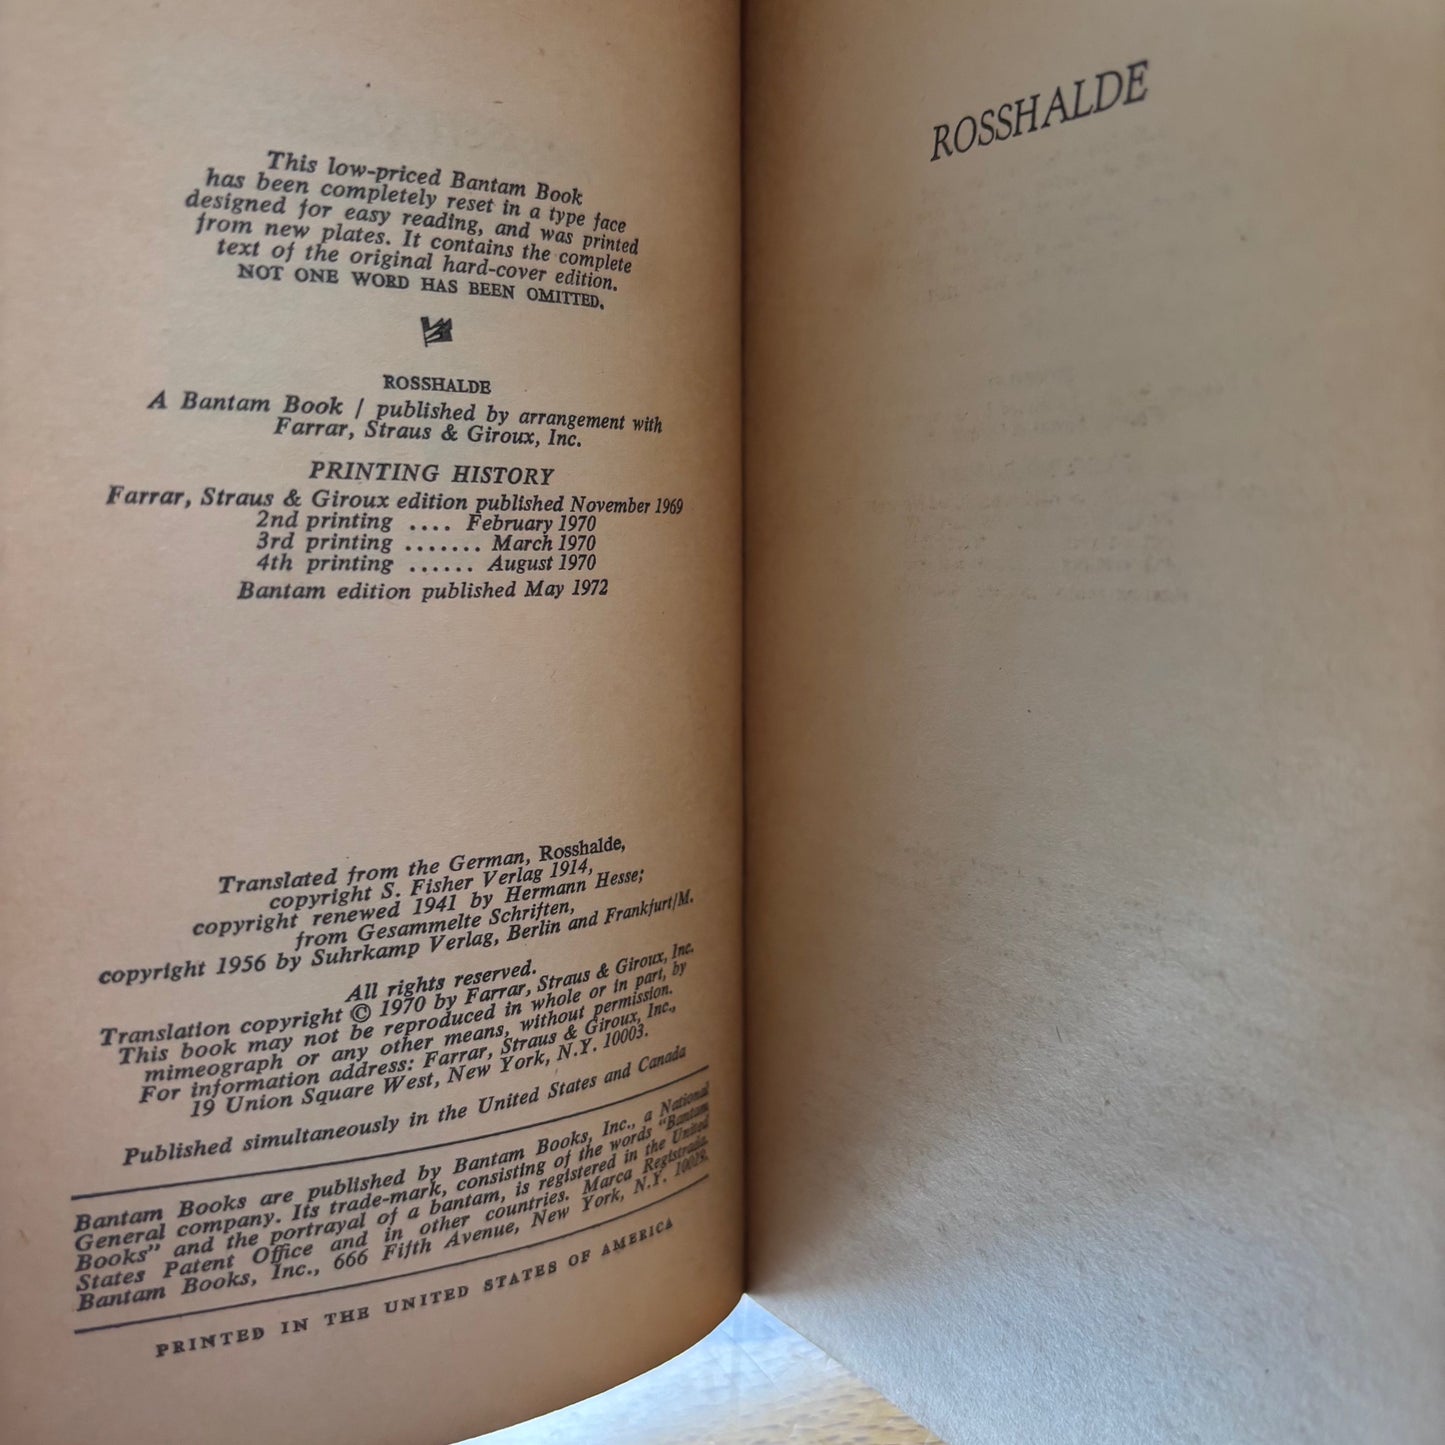 This low-priced Bantam Book
has been completely reset in a type face
designed for easy reading, and was printed
from new plates. It contains the complete
text of the original hard-cover edition.
NOT ONE WORD HAS BEEN OMITTED.
ROSSHALDE
A Bantam Book / published by arrangement with
Farrar, Straus & Giroux, Inc.
PRINTING HISTORY
Farrar, Straus & Giroux edition published November 1969
2nd printing .... February 1970
3rd printing ....... March 1970
4th printing ...... August 1970
Bantam edition published May 1972
Translated from the German, Rosshalde,
copyright S. Fisher Verlag 1914,
copyright renewed 1941 by Hermann Hesse;
from Gesammelte Schriften,
copyright 1956 by Suhrkamp Verlag, Berlin and Frankfurt/M.
All rights reserved.
Translation copyright © 1970 by Farrar, Straus & Giroux, Inc.
This book may not be reproduced in whole or in part, by
mimeograph or any other means, without permission.
For information address: Farrar, Straus & Giroux, Inc.,
19 Union Square West, New York, N.Y. 10003.
Published simultaneously in the United States and Canada
Bantam Books are published by Bantam Books, Inc., a National
General company. Its trade-mark, consisting of the words "Bantam
Books" and the portrayal of a bantam, is registered in the United
States Patent Office and in other countries. Marca Registrada.
Bantam Books, Inc., 666 Fifth Avenue, New York, N.Y. 10019.
PRINTED IN THE UNITED STATES OF AMERICA
ROSSHALDE